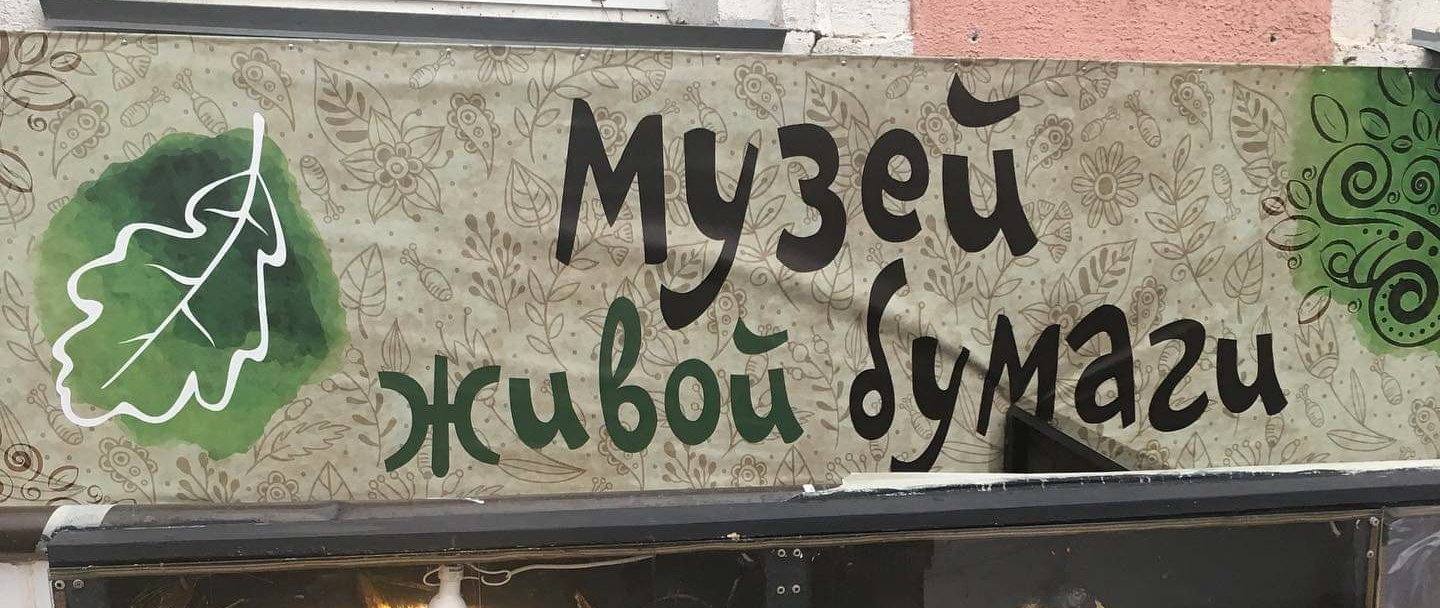 Музей
живой бумаги